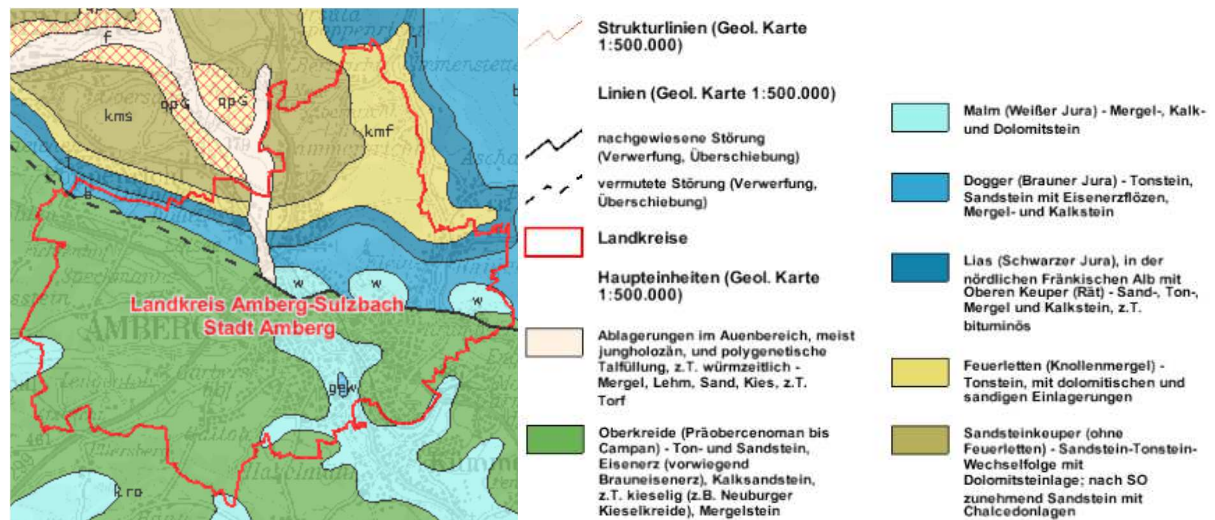 f
qpG
qpG
kms
kmf
b
w
w
w
Landkreis Amberg-Sulzbach
Stadt Amberg
AMBERG
gew
kro
Strukturlinien (Geol. Karte
1:500.000)
Linien (Geol. Karte 1:500.000)
nachgewiesene Störung
(Verwerfung, Überschiebung)
vermutete Störung (Verwerfung,
Überschiebung)
Landkreise
Haupteinheiten (Geol. Karte
1:500.000)
Ablagerungen im Auenbereich, meist
jungholozän, und polygenetische
Talfüllung, z.T. würmzeitlich -
Mergel, Lehm, Sand, Kies, z.T.
Torf
Oberkreide (Präobercenoman bis
Campan) - Ton- und Sandstein,
Eisenerz (vorwiegend
Brauneisenerz), Kalksandstein,
z.T. kieselig (z.B. Neuburger
Kieselkreide), Mergelstein
Malm (Weißer Jura) - Mergel-, Kalk-
und Dolomitstein
Dogger (Brauner Jura) - Tonstein,
Sandstein mit Eisenerzflözen,
Mergel- und Kalkstein
Lias (Schwarzer Jura), in der
nördlichen Fränkischen Alb mit
Oberen Keuper (Rät) - Sand-, Ton-,
Mergel und Kalkstein, z.T.
bituminös
Feuerletten (Knollenmergel) -
Tonstein, mit dolomitischen und
sandigen Einlagerungen
Sandsteinkeuper (ohne
Feuerletten) - Sandstein-Tonstein-
Wechselfolge mit
Dolomitsteinlage; nach SO
zunehmend Sandstein mit
Chalcedonlagen